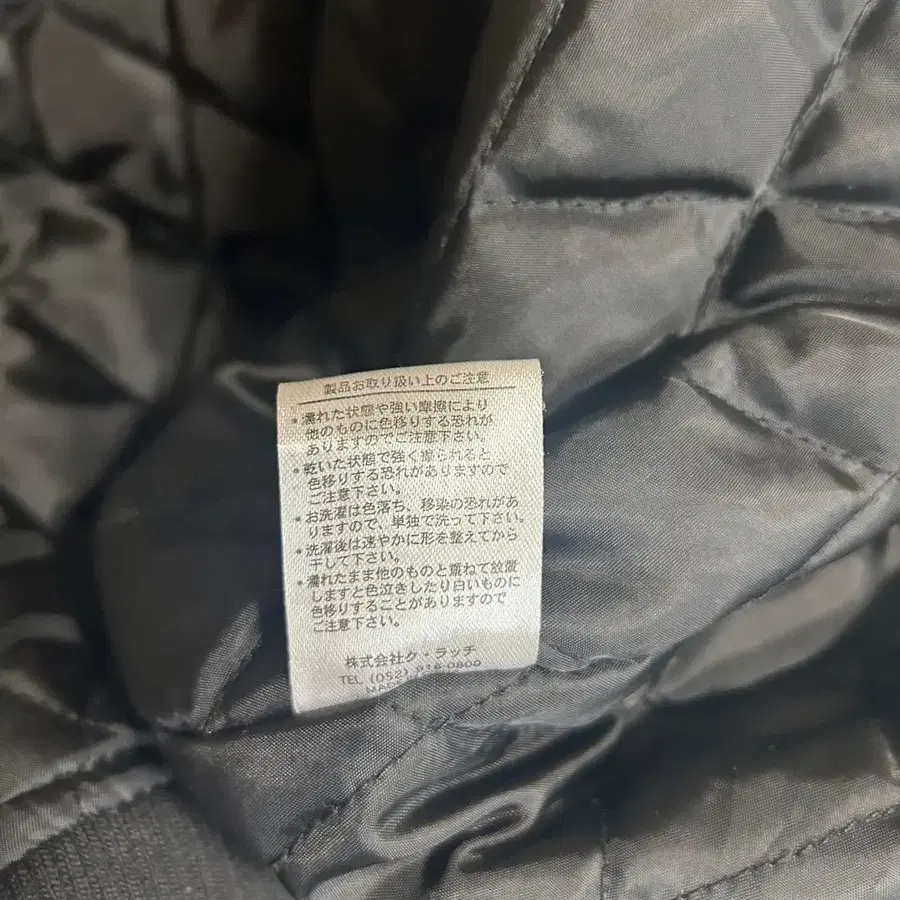 製品お取り扱い上のご注意
・濡れた状態や強い摩擦により
他のものに色移りする恐れが
ありますのでご注意下さい。
・乾いた状態で強く擦られると
色移りする恐れがありますので
ご注意下さい。
・お洗濯は色落ち、移染の恐れがあ
りますので、単独で洗って下さい。
・洗濯後は速やかに形を整えてから
干して下さい。
・濡れたまま他のものと重ねて放置
しますと色泣きしたり白いものに
色移りすることがありますので
ご注意下さい。
株式会社ク・ラッチ
TEL (052) 918-0800